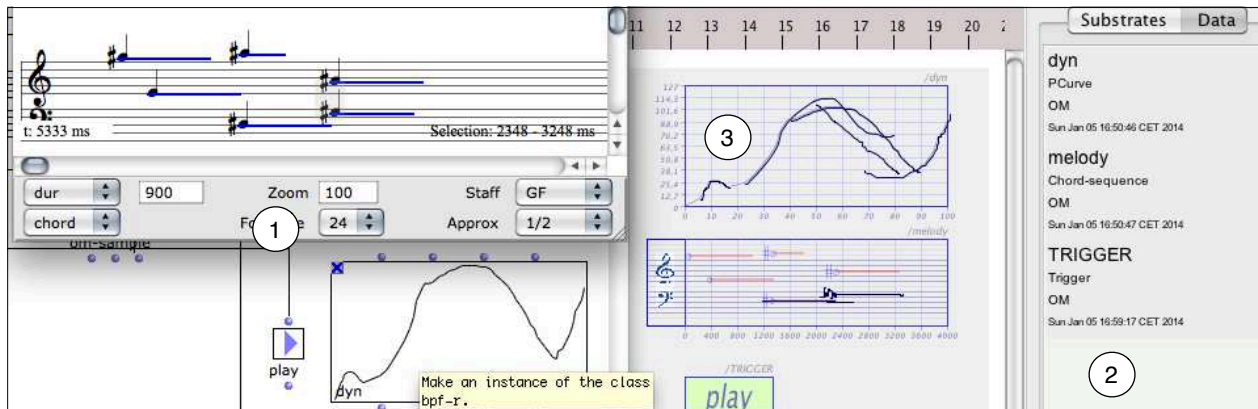 t: 5333 ms
Selection: 2348 - 3248 ms
dur
900
Zoom
100
Staff
GF
chord
24
Approx
1/2
1
om-sample
play
dyn
Make an instance of the class
bpf-r.
11 12 13 14 15 16 17 18 19 20
/dyn
127
114,3
101,6
88,9
76,2
63,5
50,8
38,1
25,4
12,7
0
0 10 20 30 40 50 60 70 80 90 100
3
/melody
0 400 800 1200 1600 2000 2400 2800 3200 3600 4000
/TRIGGER
play
Substrates
Data
dyn
PCurve
OM
Sun Jan 05 16:50:46 CET 2014
melody
Chord-sequence
OM
Sun Jan 05 16:50:47 CET 2014
TRIGGER
Trigger
OM
Sun Jan 05 16:59:17 CET 2014
2